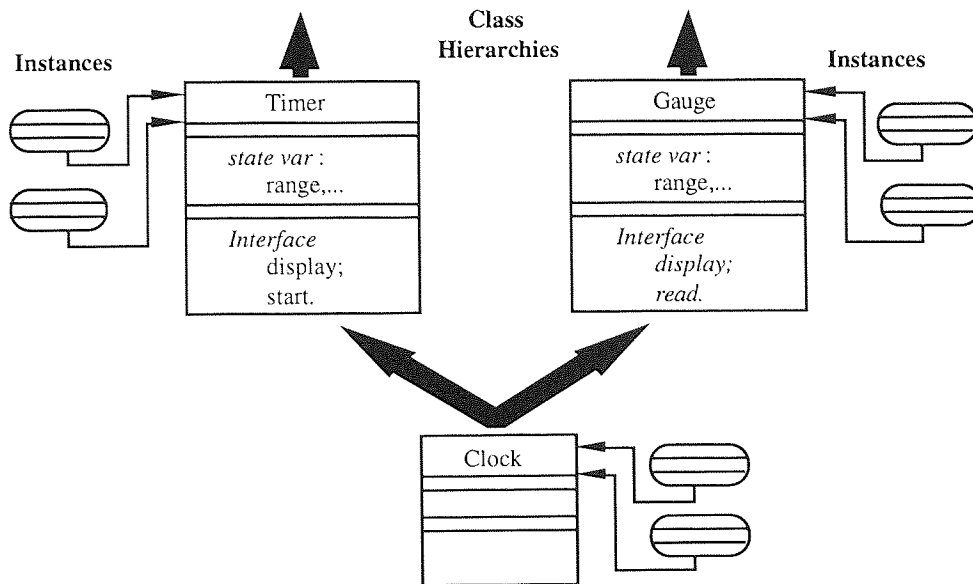 Class
Hierarchies
Instances
Instances
Timer
state var :
range,...
Interface
display;
start.
Gauge
state var :
range,...
Interface
display;
read.
Clock